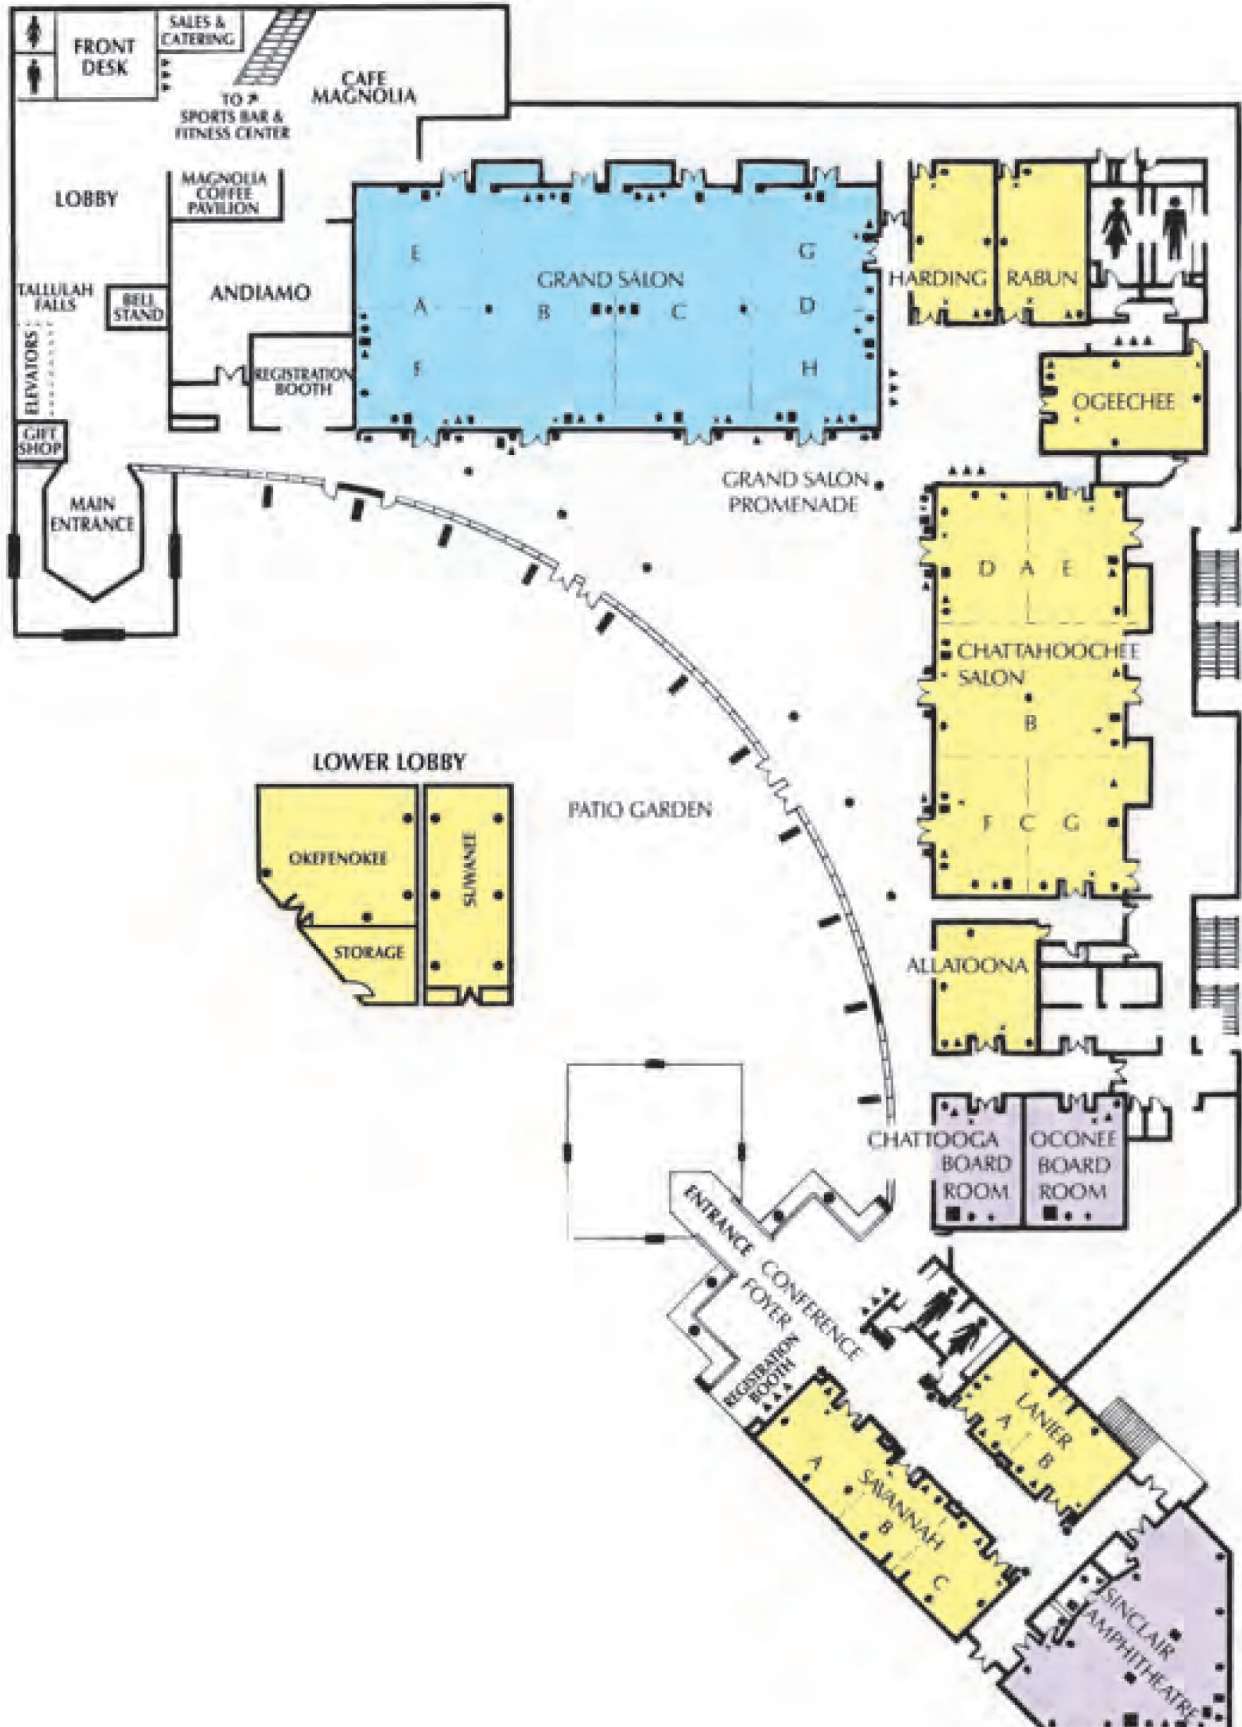 SALES &
CATERING
FRONT
DESK
CAFE
MAGNOLIA
TO
SPORTS BAR &
FITNESS CENTER
MAGNOLIA
COFFEE
PAVILION
LOBBY
TALLULAH
FALLS
BELL
STAND
ANDIAMO
ELEVATORS
REGISTRATION
BOOTH
GIFT
SHOP
MAIN
ENTRANCE
E
G
GRAND SALON
A
B
C
D
F
H
HARDING
RABUN
OGEECHEE
GRAND SALON
PROMENADE
D A E
CHATTAHOOCHEE
SALON
B
F C G
LOWER LOBBY
OKEFENOKEE
SUWANEE
STORAGE
PATIO GARDEN
ALLATOONA
CHATTOOGA
BOARD
ROOM
OCONEE
BOARD
ROOM
ENTRANCE
CONFERENCE
FOYER
REGISTRATION
BOOTH
LANIER
A
B
SAVANNAH
A
B
C
SINCLAIR
AMPHITHEATRE